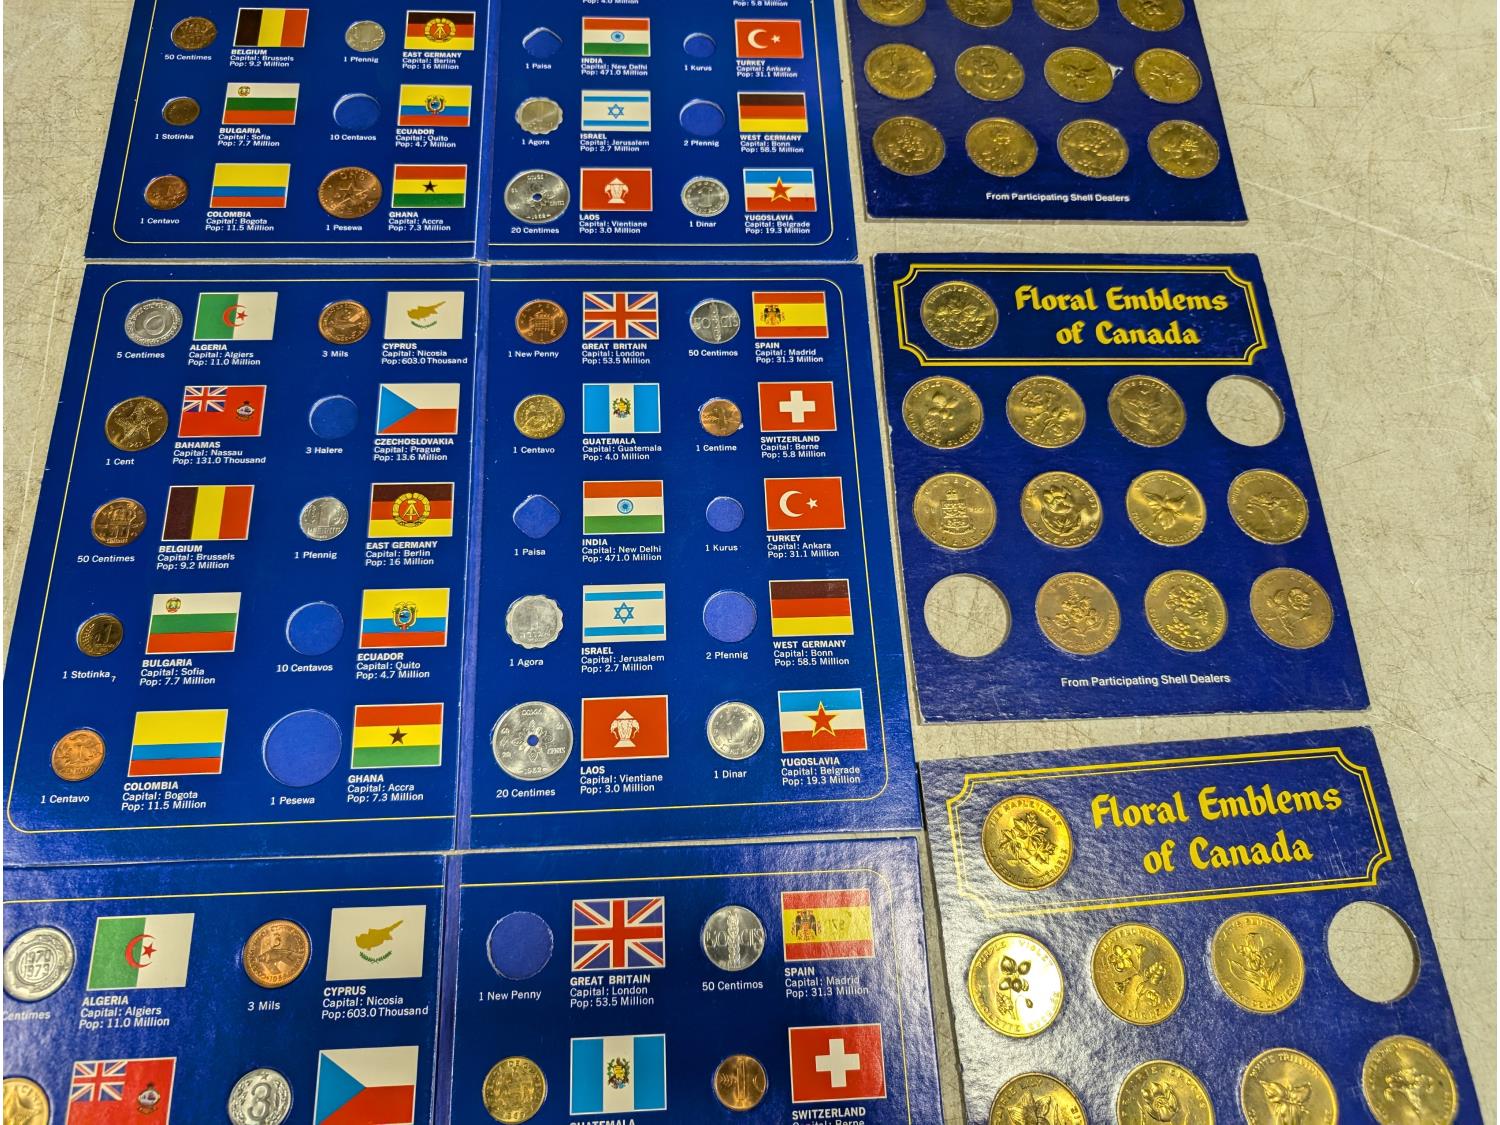 BELGIUM
Capital: Brussels
Pop: 9.2 Million
50 Centimes
EAST GERMANY
Capital: Berlin
Pop: 16 Million
1 Pfennig
BULGARIA
Capital: Sofia
Pop: 7.7 Million
1 Stotinka
ECUADOR
Capital: Quito
Pop: 4.7 Million
10 Centavos
COLOMBIA
Capital: Bogota
Pop: 11.5 Million
1 Centavo
GHANA
Capital: Accra
Pop: 7.3 Million
1 Pesewa
Pop: 4.0 Million
Pop: 5.8 Million
INDIA
Capital: New Delhi
Pop: 471.0 Million
1 Paisa
TURKEY
Capital: Ankara
Pop: 31.1 Million
1 Kurus
ISRAEL
Capital: Jerusalem
Pop: 2.7 Million
1 Agora
WEST GERMANY
Capital: Bonn
Pop: 58.5 Million
2 Pfennig
LAOS
Capital: Vientiane
Pop: 3.0 Million
20 Centimes
YUGOSLAVIA
Capital: Belgrade
Pop: 19.3 Million
1 Dinar
From Participating Shell Dealers
ALGERIA
Capital: Algiers
Pop: 11.0 Million
5 Centimes
CYPRUS
Capital: Nicosia
Pop: 603.0 Thousand
3 Mils
BAHAMAS
Capital: Nassau
Pop: 131.0 Thousand
1 Cent
CZECHOSLOVAKIA
Capital: Prague
Pop: 13.6 Million
3 Halere
BELGIUM
Capital: Brussels
Pop: 9.2 Million
50 Centimes
EAST GERMANY
Capital: Berlin
Pop: 16 Million
1 Pfennig
BULGARIA
Capital: Sofia
Pop: 7.7 Million
1 Stotinka
ECUADOR
Capital: Quito
Pop: 4.7 Million
10 Centavos
COLOMBIA
Capital: Bogota
Pop: 11.5 Million
1 Centavo
GHANA
Capital: Accra
Pop: 7.3 Million
1 Pesewa
GREAT BRITAIN
Capital: London
Pop: 53.5 Million
1 New Penny
SPAIN
Capital: Madrid
Pop: 31.3 Million
50 Centimos
GUATEMALA
Capital: Guatemala
Pop: 4.0 Million
1 Centavo
SWITZERLAND
Capital: Berne
Pop: 5.8 Million
1 Centime
INDIA
Capital: New Delhi
Pop: 471.0 Million
1 Paisa
TURKEY
Capital: Ankara
Pop: 31.1 Million
1 Kurus
ISRAEL
Capital: Jerusalem
Pop: 2.7 Million
1 Agora
WEST GERMANY
Capital: Bonn
Pop: 58.5 Million
2 Pfennig
LAOS
Capital: Vientiane
Pop: 3.0 Million
20 Centimes
YUGOSLAVIA
Capital: Belgrade
Pop: 19.3 Million
1 Dinar
Floral Emblems
of Canada
From Participating Shell Dealers
ALGERIA
Capital: Algiers
Pop: 11.0 Million
Centimes
CYPRUS
Capital: Nicosia
Pop: 603.0 Thousand
3 Mils
GREAT BRITAIN
Capital: London
Pop: 53.5 Million
1 New Penny
SPAIN
Capital: Madrid
Pop: 31.3 Million
50 Centimos
GUATEMALA
SWITZERLAND
Capital: Berne
Floral Emblems
of Canada
THE MAPLE LEAF